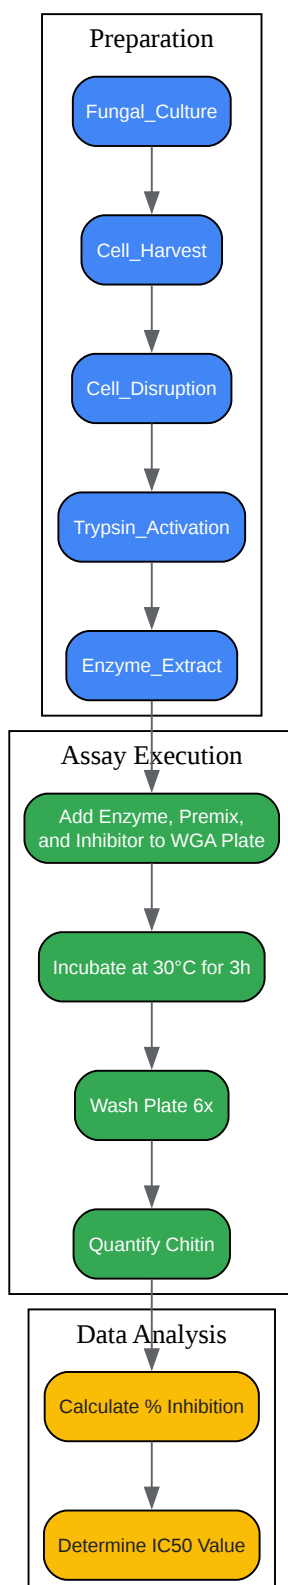 Preparation
Fungal_Culture
Cell_Harvest
Cell_Disruption
Trypsin_Activation
Enzyme_Extract
Assay Execution
Add Enzyme, Premix,
and Inhibitor to WGA Plate
Incubate at 30°C for 3h
Wash Plate 6x
Quantify Chitin
Data Analysis
Calculate % Inhibition
Determine IC50 Value